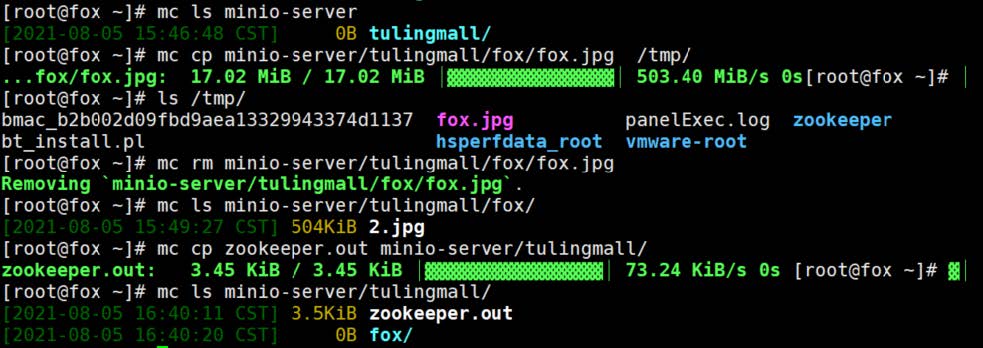 [root@fox ~]# mc ls minio-server
[2021-08-05 15:46:48 CST]     0B tulingmall/
[root@fox ~]# mc cp minio-server/tulingmall/fox/fox.jpg  /tmp/
...fox/fox.jpg:  17.02 MiB / 17.02 MiB │▓▓▓▓▓▓▓▓▓▓▓▓▓▓▓▓│ 503.40 MiB/s 0s[root@fox ~]#
[root@fox ~]# ls /tmp/
bmac_b2b002d09fbd9aea13329943374d1137  fox.jpg          panelExec.log  zookeeper
bt_install.pl                          hsperfdata_root  vmware-root
[root@fox ~]# mc rm minio-server/tulingmall/fox/fox.jpg
Removing `minio-server/tulingmall/fox/fox.jpg`.
[root@fox ~]# mc ls minio-server/tulingmall/fox/
[2021-08-05 15:49:27 CST] 504KiB 2.jpg
[root@fox ~]# mc cp zookeeper.out minio-server/tulingmall/
zookeeper.out:   3.45 KiB / 3.45 KiB │▓▓▓▓▓▓▓▓▓▓▓▓▓▓▓▓▓│ 73.24 KiB/s 0s [root@fox ~]# ▓│
[root@fox ~]# mc ls minio-server/tulingmall/
[2021-08-05 16:40:11 CST] 3.5KiB zookeeper.out
[2021-08-05 16:40:20 CST]     0B fox/